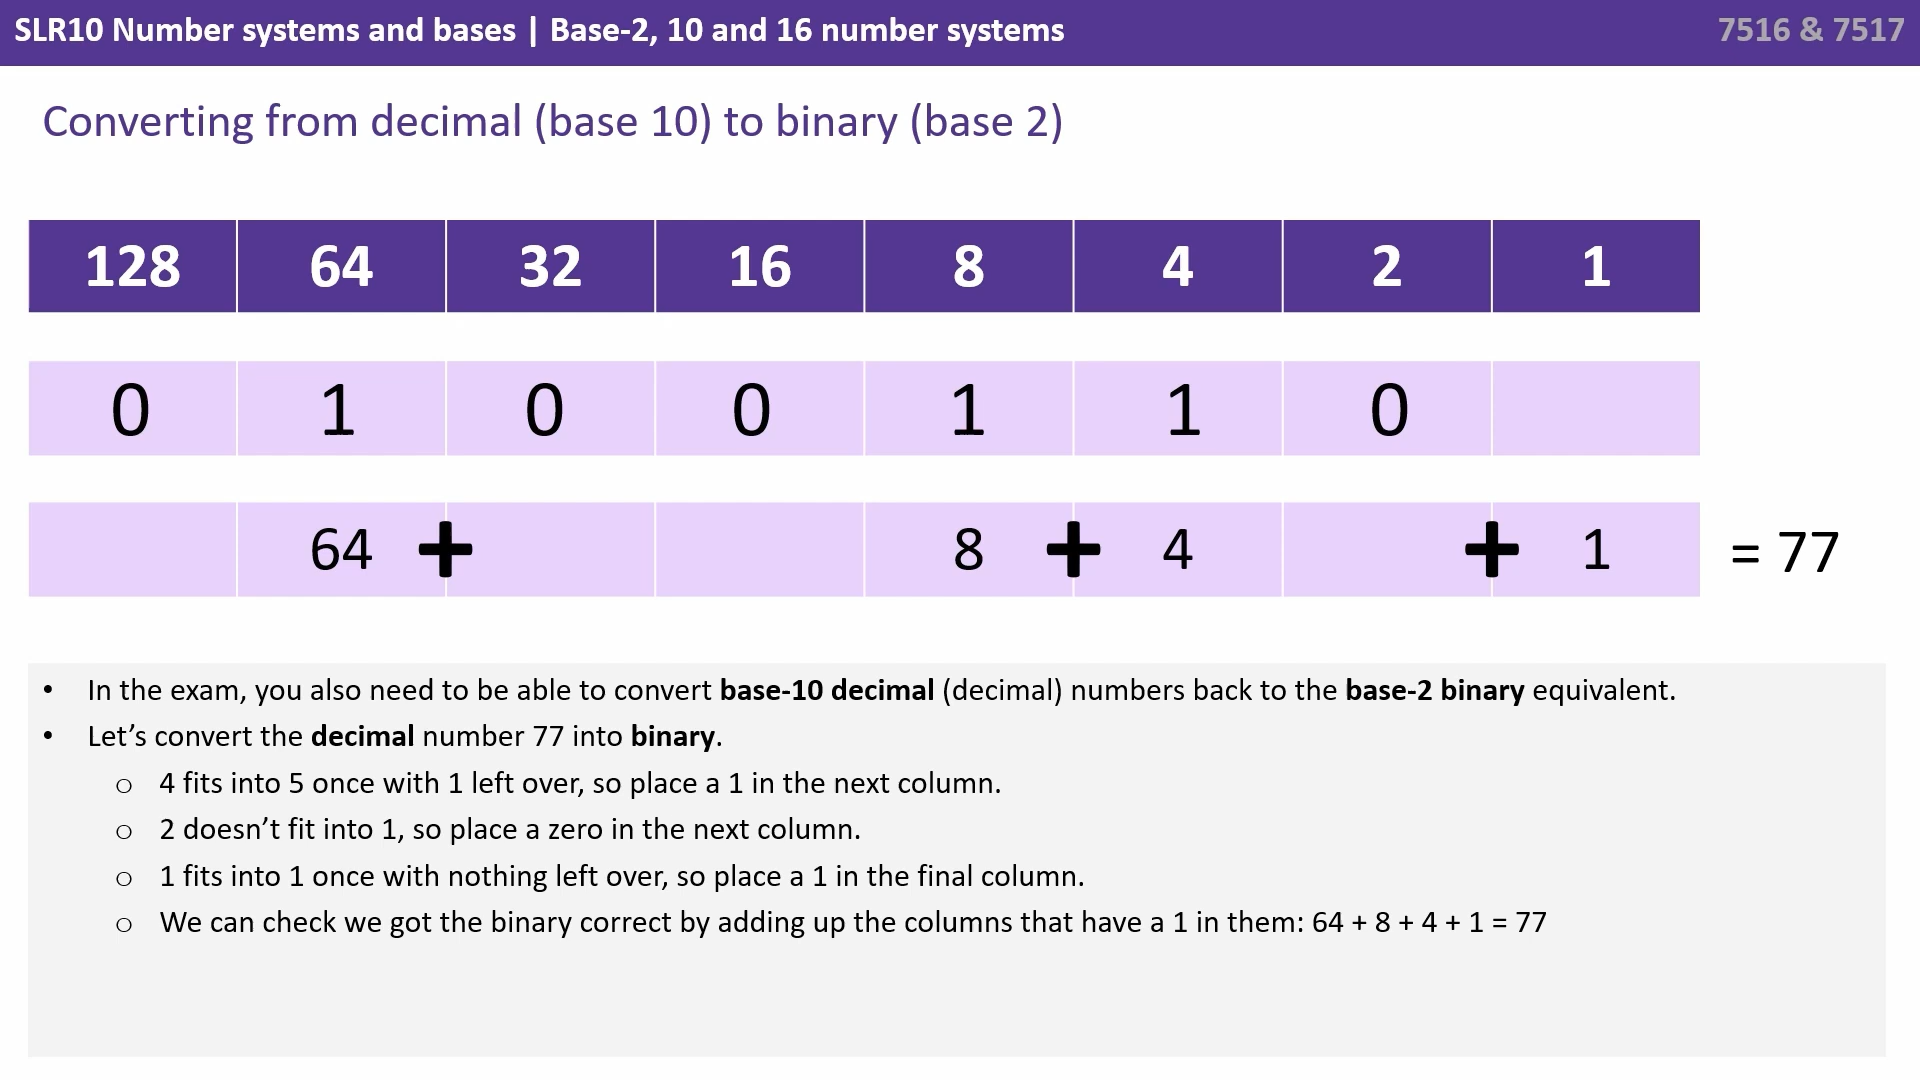 SLR10 Number systems and bases | Base-2, 10 and 16 number systems
7516 & 7517
Converting from decimal (base 10) to binary (base 2)
128 64 32 16 8 4 2 1
0 1 0 0 1 1 0
64 + 8 + 4 + 1 = 77
• In the exam, you also need to be able to convert base-10 decimal (decimal) numbers back to the base-2 binary equivalent.
• Let’s convert the decimal number 77 into binary.
o 4 fits into 5 once with 1 left over, so place a 1 in the next column.
o 2 doesn’t fit into 1, so place a zero in the next column.
o 1 fits into 1 once with nothing left over, so place a 1 in the final column.
o We can check we got the binary correct by adding up the columns that have a 1 in them: 64 + 8 + 4 + 1 = 77